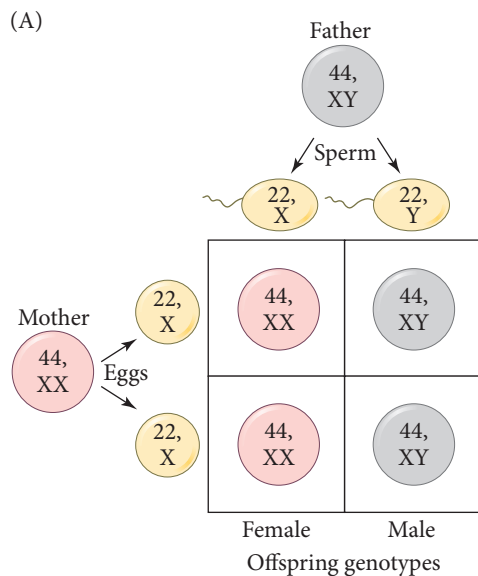 (A)
Father
44,
XY
Sperm
22,
X
22,
Y
Mother
44,
XX
Eggs
22,
X
44,
XX
44,
XY
22,
X
44,
XX
44,
XY
Female
Male
Offspring genotypes